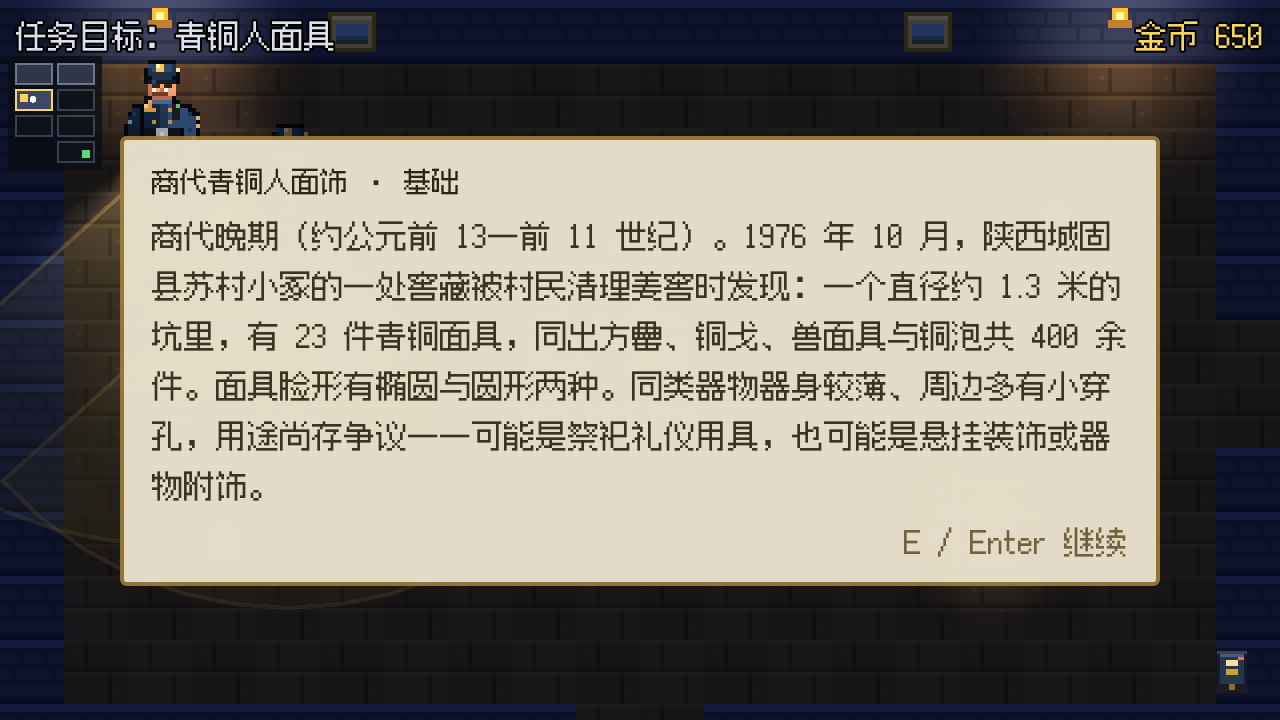 任务目标：青铜人面具
金币 650
商代青铜人面饰 · 基础
商代晚期（约公元前 13—前 11 世纪）。1976 年 10 月，陕西城固
县苏村小冢的一处窖藏被村民清理姜窖时发现：一个直径约 1.3 米的
坑里，有 23 件青铜面具，同出方罍、铜戈、兽面具与铜泡共 400 余
件。面具脸形有椭圆与圆形两种。同类器物器身较薄、周边多有小穿
孔，用途尚存争议——可能是祭祀礼仪用具，也可能是悬挂装饰或器
物附饰。
E / Enter 继续